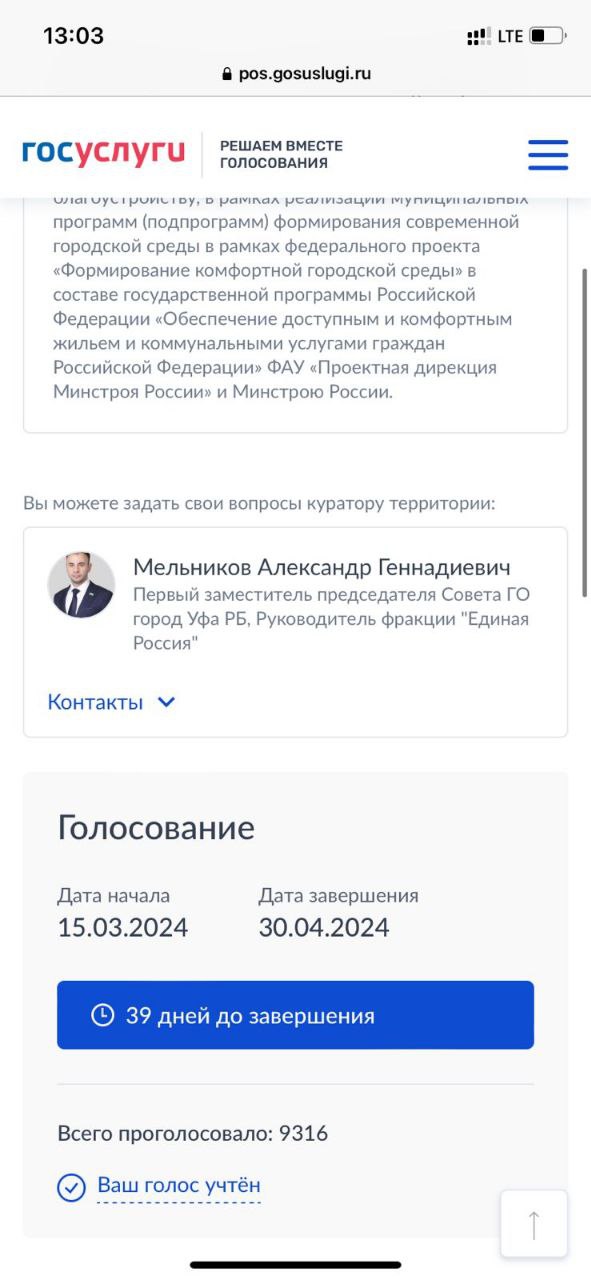 13:03
LTE
pos.gosuslugi.ru
госуслуги
РЕШАЕМ ВМЕСТЕ
ГОЛОСОВАНИЯ
благоустройству, в рамках реализации муниципальных
программ (подпрограмм) формирования современной
городской среды в рамках федерального проекта
«Формирование комфортной городской среды» в
составе государственной программы Российской
Федерации «Обеспечение доступным и комфортным
жильем и коммунальными услугами граждан
Российской Федерации» ФАУ «Проектная дирекция
Минстроя России» и Минстрою России.
Вы можете задать свои вопросы куратору территории:
Мельников Александр Геннадиевич
Первый заместитель председателя Совета ГО
город Уфа РБ, Руководитель фракции "Единая
Россия"
Контакты
Голосование
Дата начала
15.03.2024
Дата завершения
30.04.2024
39 дней до завершения
Всего проголосовало: 9316
Ваш голос учтён